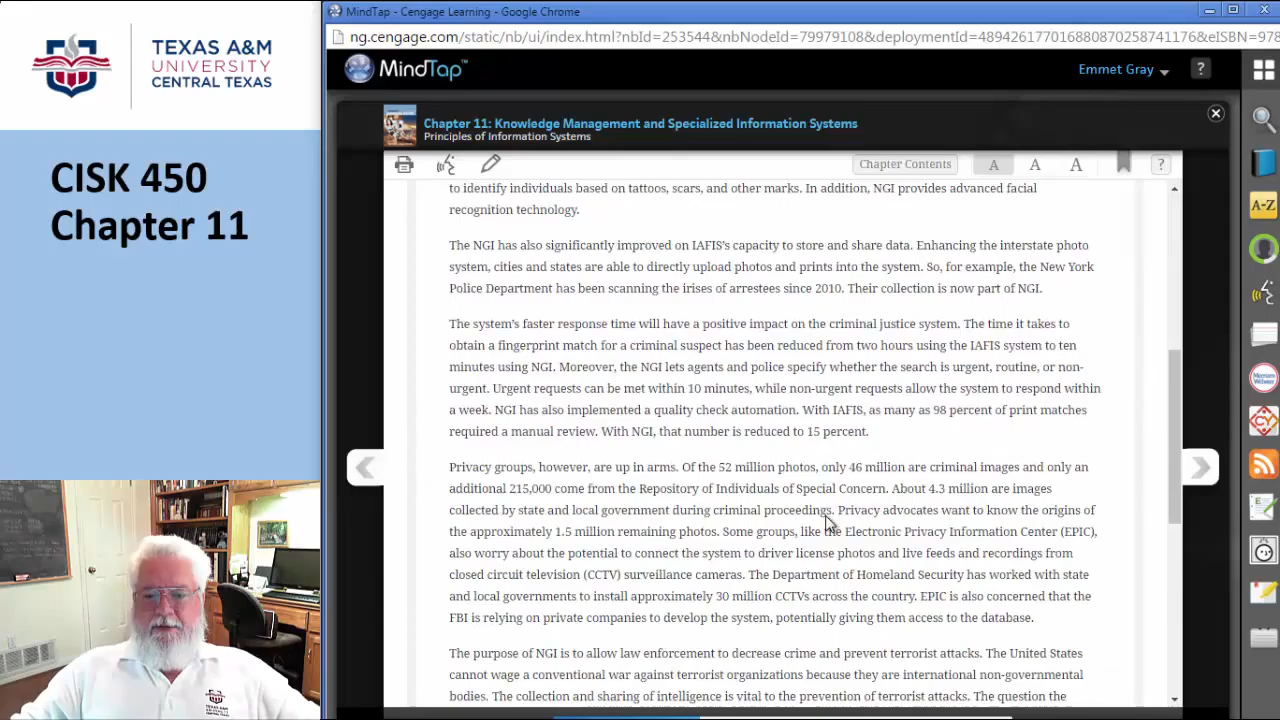 TEXAS A&M
UNIVERSITY
CENTRAL TEXAS
CISK 450
Chapter 11
MindTap - Cengage Learning - Google Chrome
ng.cengage.com/static/nb/ui/index.html?nbId=253544&nbNodeId=79979108&deploymentId=4894261770168870258741176&eISBN=978
MindTap™
Emmet Gray
?
Chapter 11: Knowledge Management and Specialized Information Systems
Principles of Information Systems
Chapter Contents
A
A
A
?
to identify individuals based on tattoos, scars, and other marks. In addition, NGI provides advanced facial
recognition technology.
The NGI has also significantly improved on IAFIS's capacity to store and share data. Enhancing the interstate photo
system, cities and states are able to directly upload photos and prints into the system. So, for example, the New York
Police Department has been scanning the irises of arrestees since 2010. Their collection is now part of NGI.
The system's faster response time will have a positive impact on the criminal justice system. The time it takes to
obtain a fingerprint match for a criminal suspect has been reduced from two hours using the IAFIS system to ten
minutes using NGI. Moreover, the NGI lets agents and police specify whether the search is urgent, routine, or non-
urgent. Urgent requests can be met within 10 minutes, while non-urgent requests allow the system to respond within
a week. NGI has also implemented a quality check automation. With IAFIS, as many as 98 percent of print matches
required a manual review. With NGI, that number is reduced to 15 percent.
Privacy groups, however, are up in arms. Of the 52 million photos, only 46 million are criminal images and only an
additional 215,000 come from the Repository of Individuals of Special Concern. About 4.3 million are images
collected by state and local government during criminal proceedings. Privacy advocates want to know the origins of
the approximately 1.5 million remaining photos. Some groups, like the Electronic Privacy Information Center (EPIC),
also worry about the potential to connect the system to driver license photos and live feeds and recordings from
closed circuit television (CCTV) surveillance cameras. The Department of Homeland Security has worked with state
and local governments to install approximately 30 million CCTVs across the country. EPIC is also concerned that the
FBI is relying on private companies to develop the system, potentially giving them access to the database.
The purpose of NGI is to allow law enforcement to decrease crime and prevent terrorist attacks. The United States
cannot wage a conventional war against terrorist organizations because they are international non-governmental
bodies. The collection and sharing of intelligence is vital to the prevention of terrorist attacks. The question the
A-Z